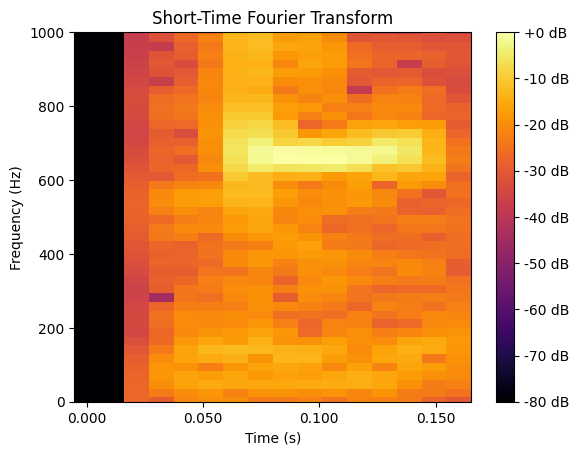 Short-Time Fourier Transform
1000
800
600
400
200
0
Frequency (Hz)
0.000
0.050
0.100
0.150
Time (s)
+0 dB
-10 dB
-20 dB
-30 dB
-40 dB
-50 dB
-60 dB
-70 dB
-80 dB